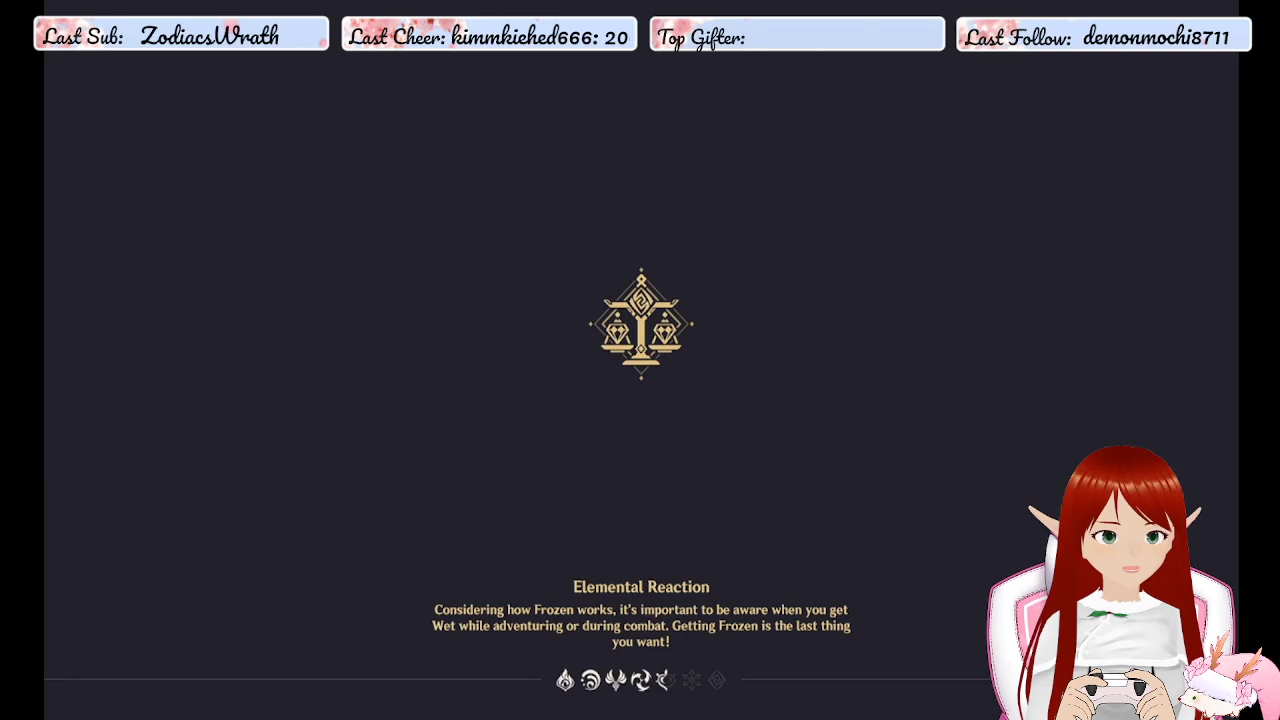 Last Sub: ZodiacsWrath
Last Cheer: kimmkiehed666: 20
Top Gifter:
Last Follow: demonmochi8711
Elemental Reaction
Considering how Frozen works, it's important to be aware when you get
Wet while adventuring or during combat. Getting Frozen is the last thing
you want!